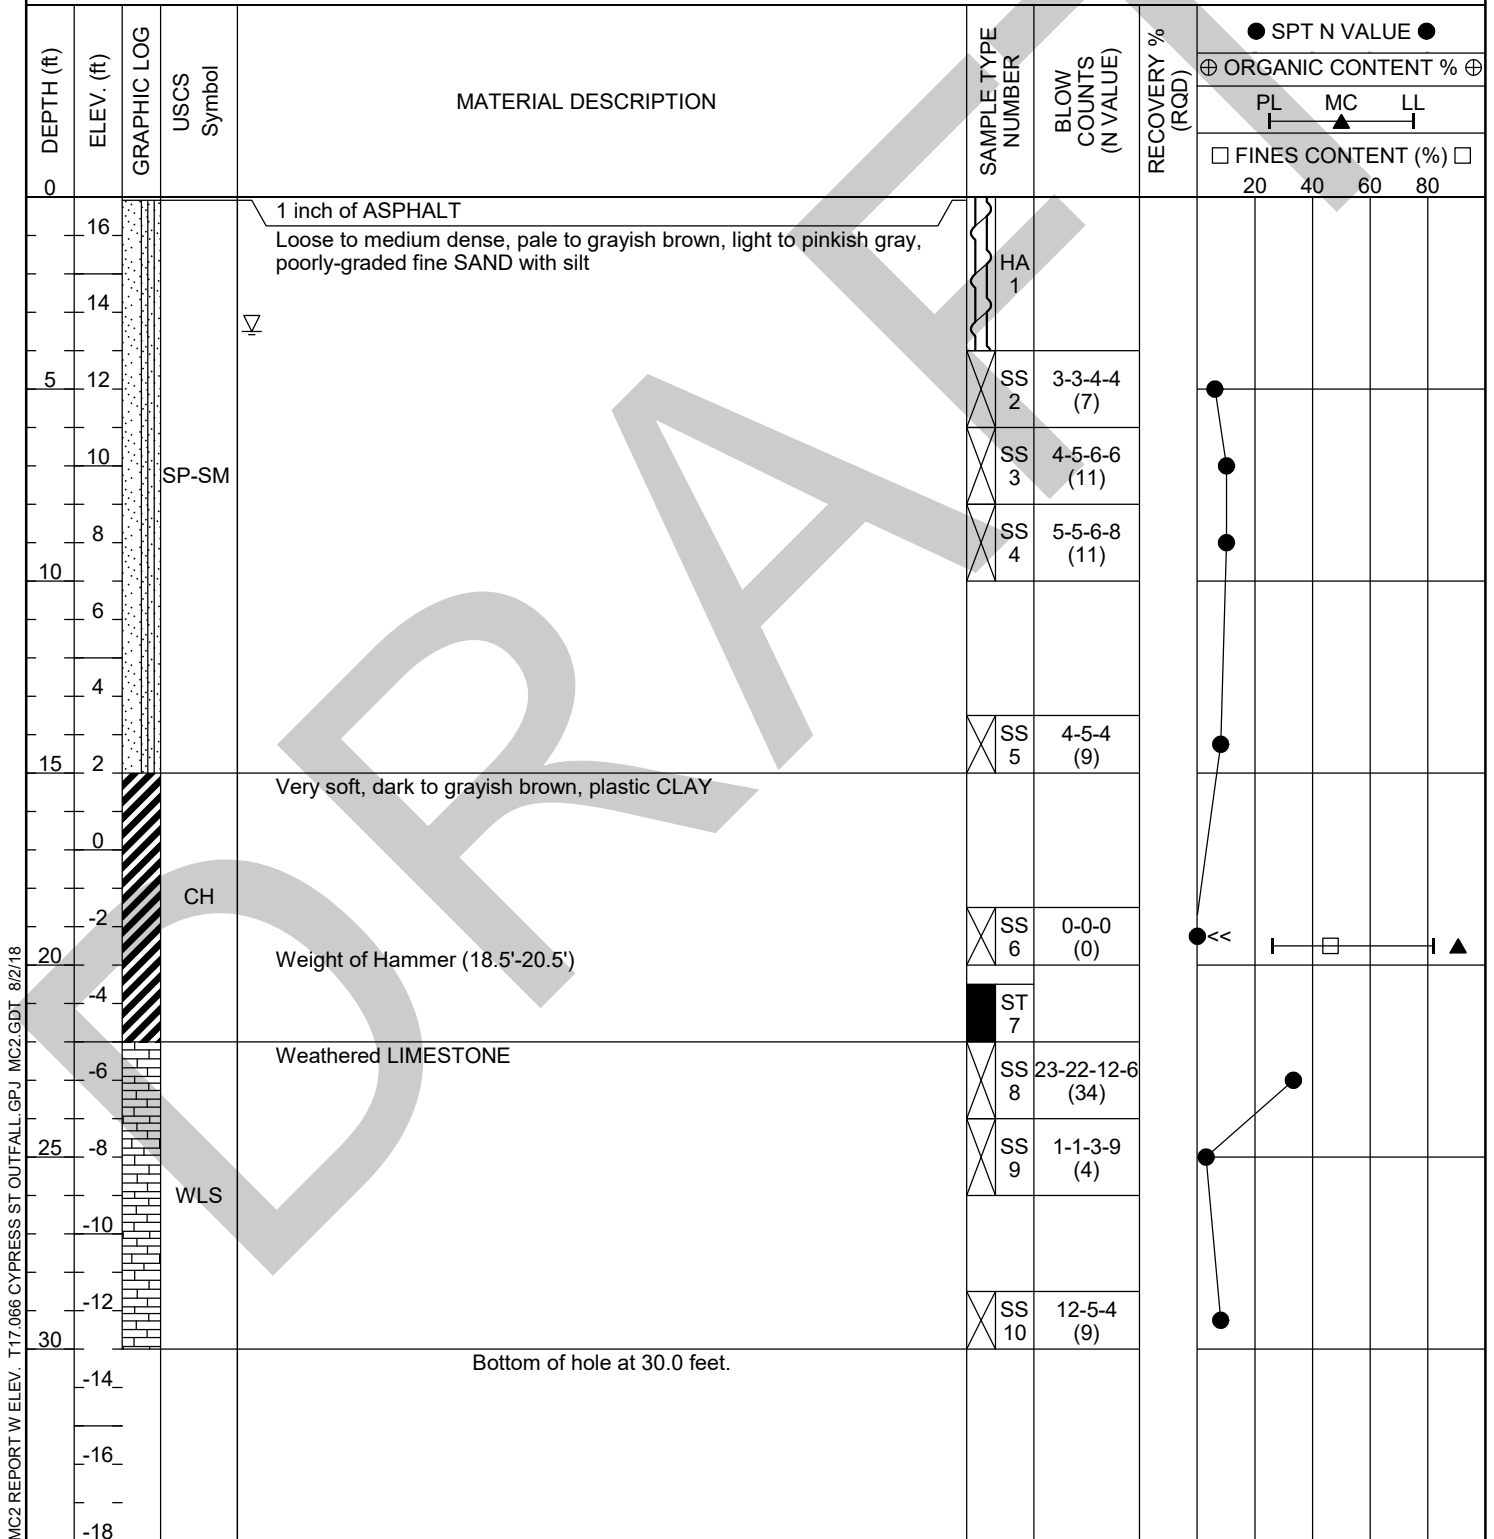 DEPTH (ft)
ELEV. (ft)
GRAPHIC LOG
USCS
Symbol
MATERIAL DESCRIPTION
SAMPLE TYPE
NUMBER
BLOW
COUNTS
(N VALUE)
RECOVERY %
(RQD)
● SPT N VALUE ●
⊕ ORGANIC CONTENT % ⊕
PL MC LL
□ FINES CONTENT (%) □
20 40 60 80
0
1 inch of ASPHALT
16
Loose to medium dense, pale to grayish brown, light to pinkish gray,
poorly-graded fine SAND with silt
HA
1
14
5
12
SS
2
3-3-4-4
(7)
10
SP-SM
SS
3
4-5-6-6
(11)
8
SS
4
5-5-6-8
(11)
10
6
4
SS
5
4-5-4
(9)
15
2
Very soft, dark to grayish brown, plastic CLAY
0
CH
-2
SS
6
0-0-0
(0)
<<
20
Weight of Hammer (18.5'-20.5')
-4
ST
7
Weathered LIMESTONE
-6
SS
8
23-22-12-6
(34)
25
-8
SS
9
1-1-3-9
(4)
WLS
-10
-12
SS
10
12-5-4
(9)
30
Bottom of hole at 30.0 feet.
-14
-16
-18
MC2 REPORT W ELEV. T17.066 CYPRESS ST OUTFALL.GPJ MC2.GDT 8/2/18
DRAFT